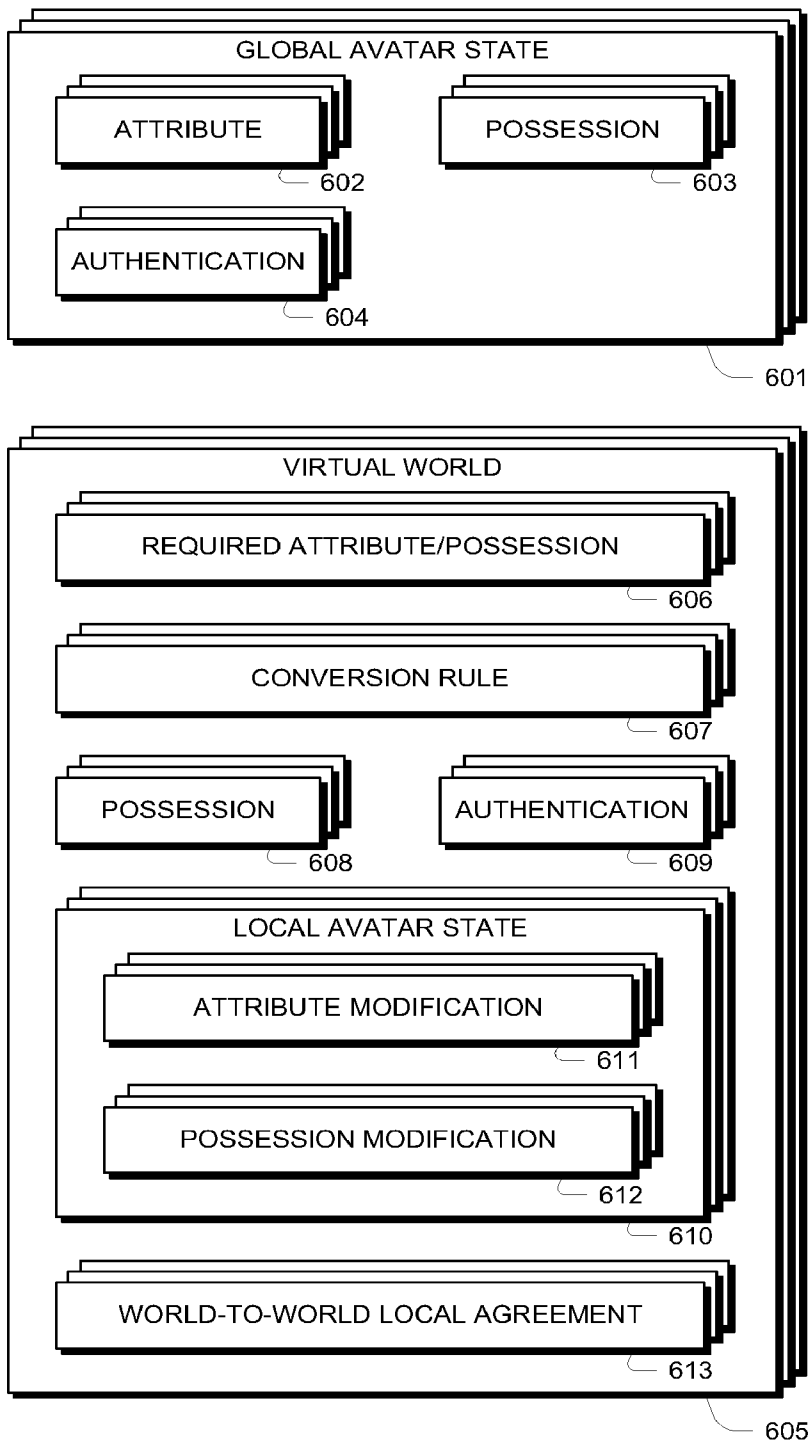 GLOBAL AVATAR STATE
ATTRIBUTE
POSSESSION
602
603
AUTHENTICATION
604
601
VIRTUAL WORLD
REQUIRED ATTRIBUTE/POSSESSION
606
CONVERSION RULE
607
POSSESSION
AUTHENTICATION
608
609
LOCAL AVATAR STATE
ATTRIBUTE MODIFICATION
611
POSSESSION MODIFICATION
612
610
WORLD-TO-WORLD LOCAL AGREEMENT
613
605